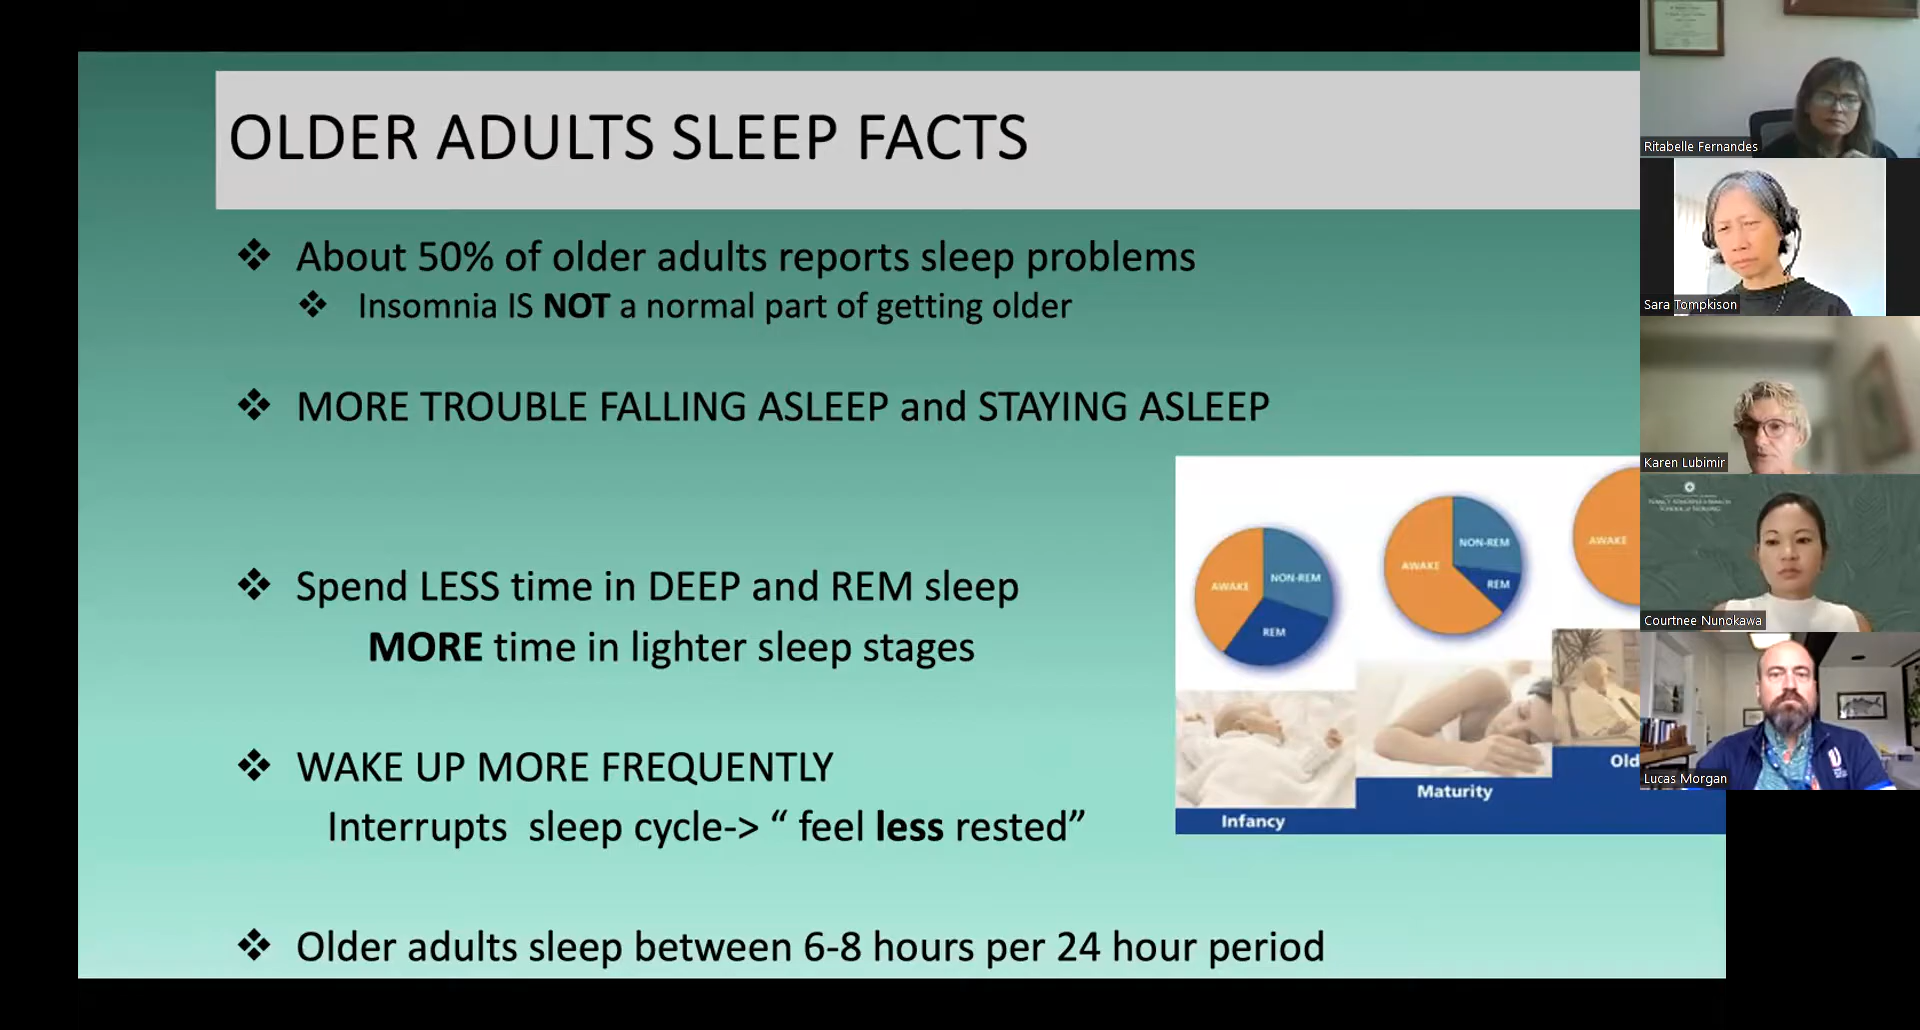 OLDER ADULTS SLEEP FACTS
About 50% of older adults reports sleep problems
Insomnia IS NOT a normal part of getting older
MORE TROUBLE FALLING ASLEEP and STAYING ASLEEP
Spend LESS time in DEEP and REM sleep
MORE time in lighter sleep stages
WAKE UP MORE FREQUENTLY
Interrupts sleep cycle-> “ feel less rested”
Older adults sleep between 6-8 hours per 24 hour period
AWAKE
NON-REM
REM
Infancy
AWAKE
NON-REM
REM
Maturity
AWAKE
Old
Ritabelle Fernandes
Sara Tompkison
Karen Lubimir
SCHOOL of NURSING
Courtnee Nunokawa
Lucas Morgan